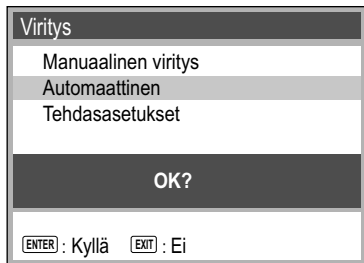 Viritys
Manuaalinen viritys
Automaattinen
Tehdasasetukset
OK?
ENTER : Kyllä EXIT : Ei